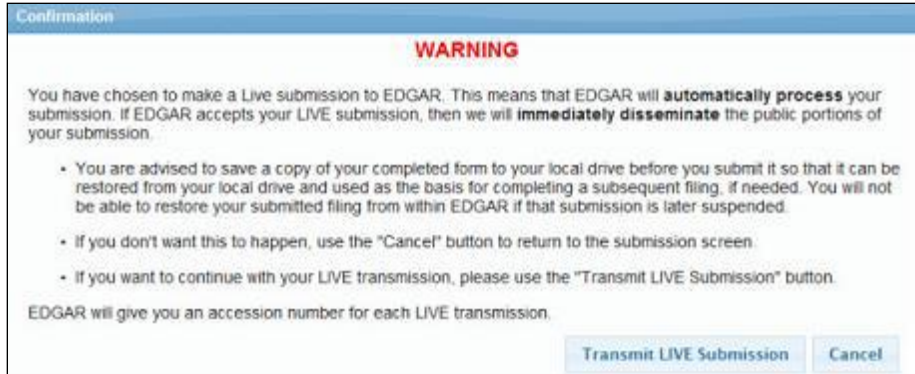 Confirmation
WARNING
You have chosen to make a Live submission to EDGAR. This means that EDGAR will automatically process your
submission. If EDGAR accepts your LIVE submission, then we will immediately disseminate the public portions of
your submission.
• You are advised to save a copy of your completed form to your local drive before you submit it so that it can be
restored from your local drive and used as the basis for completing a subsequent filing, if needed. You will not
be able to restore your submitted filing from within EDGAR if that submission is later suspended.
• If you don't want this to happen, use the "Cancel" button to return to the submission screen.
• If you want to continue with your LIVE transmission, please use the "Transmit LIVE Submission" button.
EDGAR will give you an accession number for each LIVE transmission.
Transmit LIVE Submission Cancel